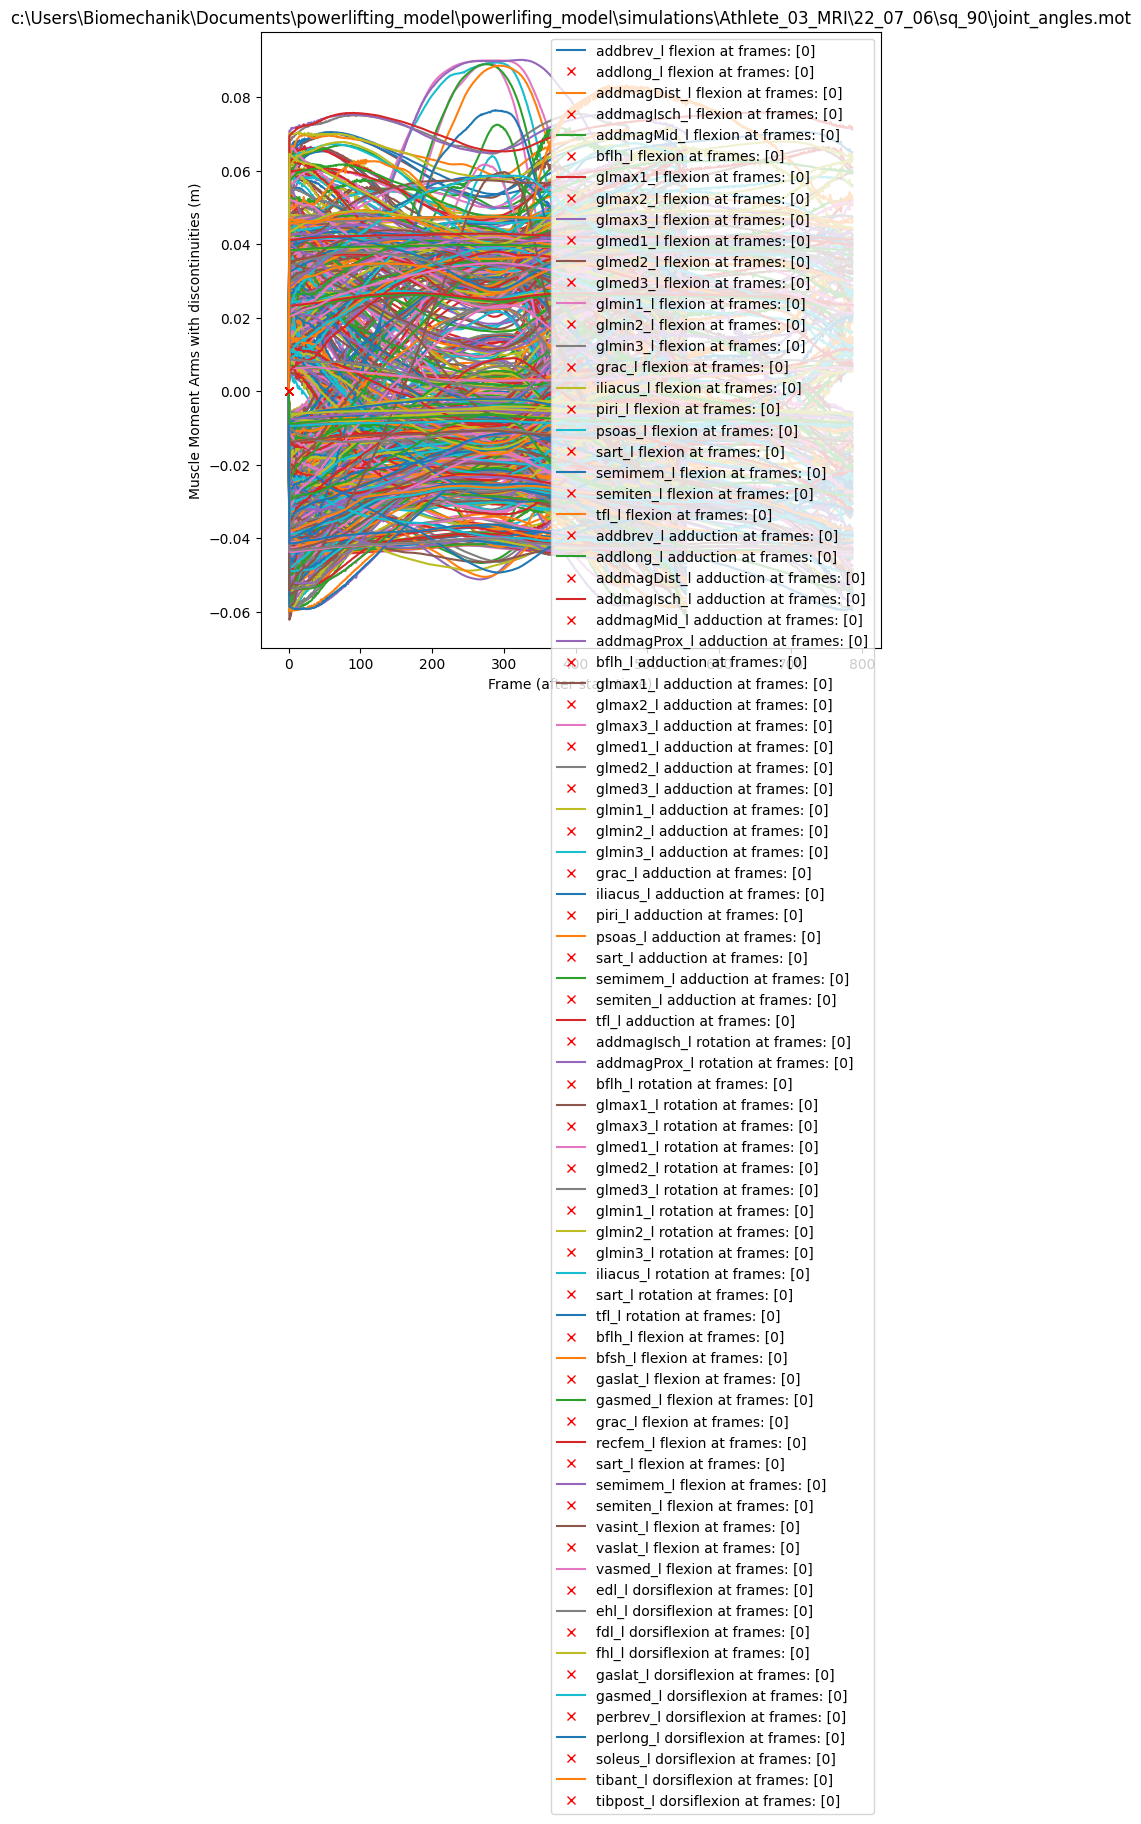 c:\Users\Biomechanik\Documents\powerlifting_model\powerlifing_model\simulations\Athlete_03_MRI\22_07_06\sq_90\joint_angles.mot
0.08
0.06
0.04
0.02
0.00
−0.02
−0.04
−0.06
Muscle Moment Arms with discontinuities (m)
0 100 200 300 400 500 600 700 800
Frame (after start time)
addbrev_l flexion at frames: [0]
addlong_l flexion at frames: [0]
addmagDist_l flexion at frames: [0]
addmagIsch_l flexion at frames: [0]
addmagMid_l flexion at frames: [0]
bflh_l flexion at frames: [0]
glmax1_l flexion at frames: [0]
glmax2_l flexion at frames: [0]
glmax3_l flexion at frames: [0]
glmed1_l flexion at frames: [0]
glmed2_l flexion at frames: [0]
glmed3_l flexion at frames: [0]
glmin1_l flexion at frames: [0]
glmin2_l flexion at frames: [0]
glmin3_l flexion at frames: [0]
grac_l flexion at frames: [0]
iliacus_l flexion at frames: [0]
piri_l flexion at frames: [0]
psoas_l flexion at frames: [0]
sart_l flexion at frames: [0]
semimem_l flexion at frames: [0]
semiten_l flexion at frames: [0]
tfl_l flexion at frames: [0]
addbrev_l adduction at frames: [0]
addlong_l adduction at frames: [0]
addmagDist_l adduction at frames: [0]
addmagIsch_l adduction at frames: [0]
addmagMid_l adduction at frames: [0]
addmagProx_l adduction at frames: [0]
bflh_l adduction at frames: [0]
glmax1_l adduction at frames: [0]
glmax2_l adduction at frames: [0]
glmax3_l adduction at frames: [0]
glmed1_l adduction at frames: [0]
glmed2_l adduction at frames: [0]
glmed3_l adduction at frames: [0]
glmin1_l adduction at frames: [0]
glmin2_l adduction at frames: [0]
glmin3_l adduction at frames: [0]
grac_l adduction at frames: [0]
iliacus_l adduction at frames: [0]
piri_l adduction at frames: [0]
psoas_l adduction at frames: [0]
sart_l adduction at frames: [0]
semimem_l adduction at frames: [0]
semiten_l adduction at frames: [0]
tfl_l adduction at frames: [0]
addmagIsch_l rotation at frames: [0]
addmagProx_l rotation at frames: [0]
bflh_l rotation at frames: [0]
glmax1_l rotation at frames: [0]
glmax3_l rotation at frames: [0]
glmed1_l rotation at frames: [0]
glmed2_l rotation at frames: [0]
glmed3_l rotation at frames: [0]
glmin1_l rotation at frames: [0]
glmin2_l rotation at frames: [0]
glmin3_l rotation at frames: [0]
iliacus_l rotation at frames: [0]
sart_l rotation at frames: [0]
tfl_l rotation at frames: [0]
bflh_l flexion at frames: [0]
bfsh_l flexion at frames: [0]
gaslat_l flexion at frames: [0]
gasmed_l flexion at frames: [0]
grac_l flexion at frames: [0]
recfem_l flexion at frames: [0]
sart_l flexion at frames: [0]
semimem_l flexion at frames: [0]
semiten_l flexion at frames: [0]
vasint_l flexion at frames: [0]
vaslat_l flexion at frames: [0]
vasmed_l flexion at frames: [0]
edl_l dorsiflexion at frames: [0]
ehl_l dorsiflexion at frames: [0]
fdl_l dorsiflexion at frames: [0]
fhl_l dorsiflexion at frames: [0]
gaslat_l dorsiflexion at frames: [0]
gasmed_l dorsiflexion at frames: [0]
perbrev_l dorsiflexion at frames: [0]
perlong_l dorsiflexion at frames: [0]
soleus_l dorsiflexion at frames: [0]
tibant_l dorsiflexion at frames: [0]
tibpost_l dorsiflexion at frames: [0]